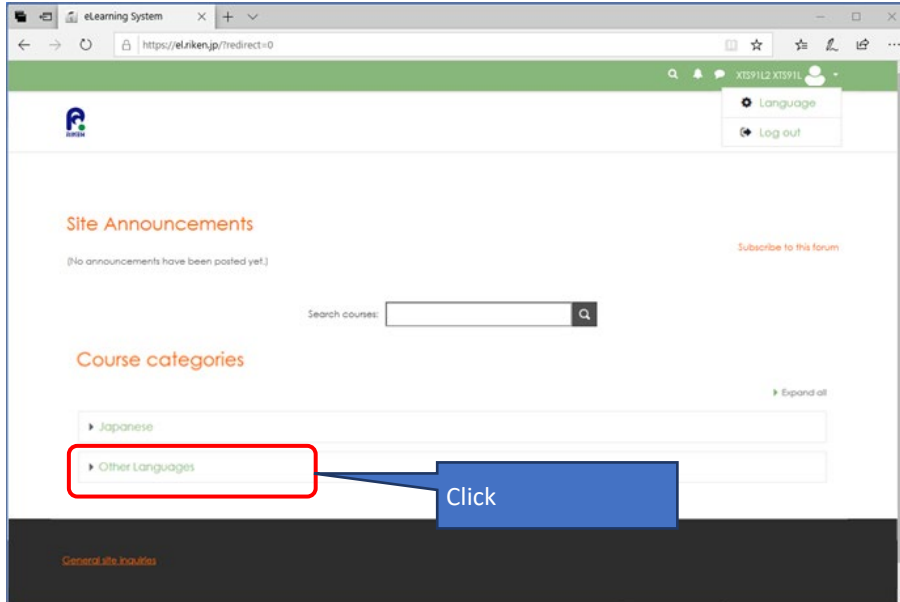 eLearning System
https://el.riken.jp/?redirect=0
XTS91L2 XTS91L
Language
RIKEN
Log out
Site Announcements
Subscribe to this forum
(No announcements have been posted yet.)
Search courses:
Course categories
Expand all
Japanese
Other Languages
Click
General site inquiries